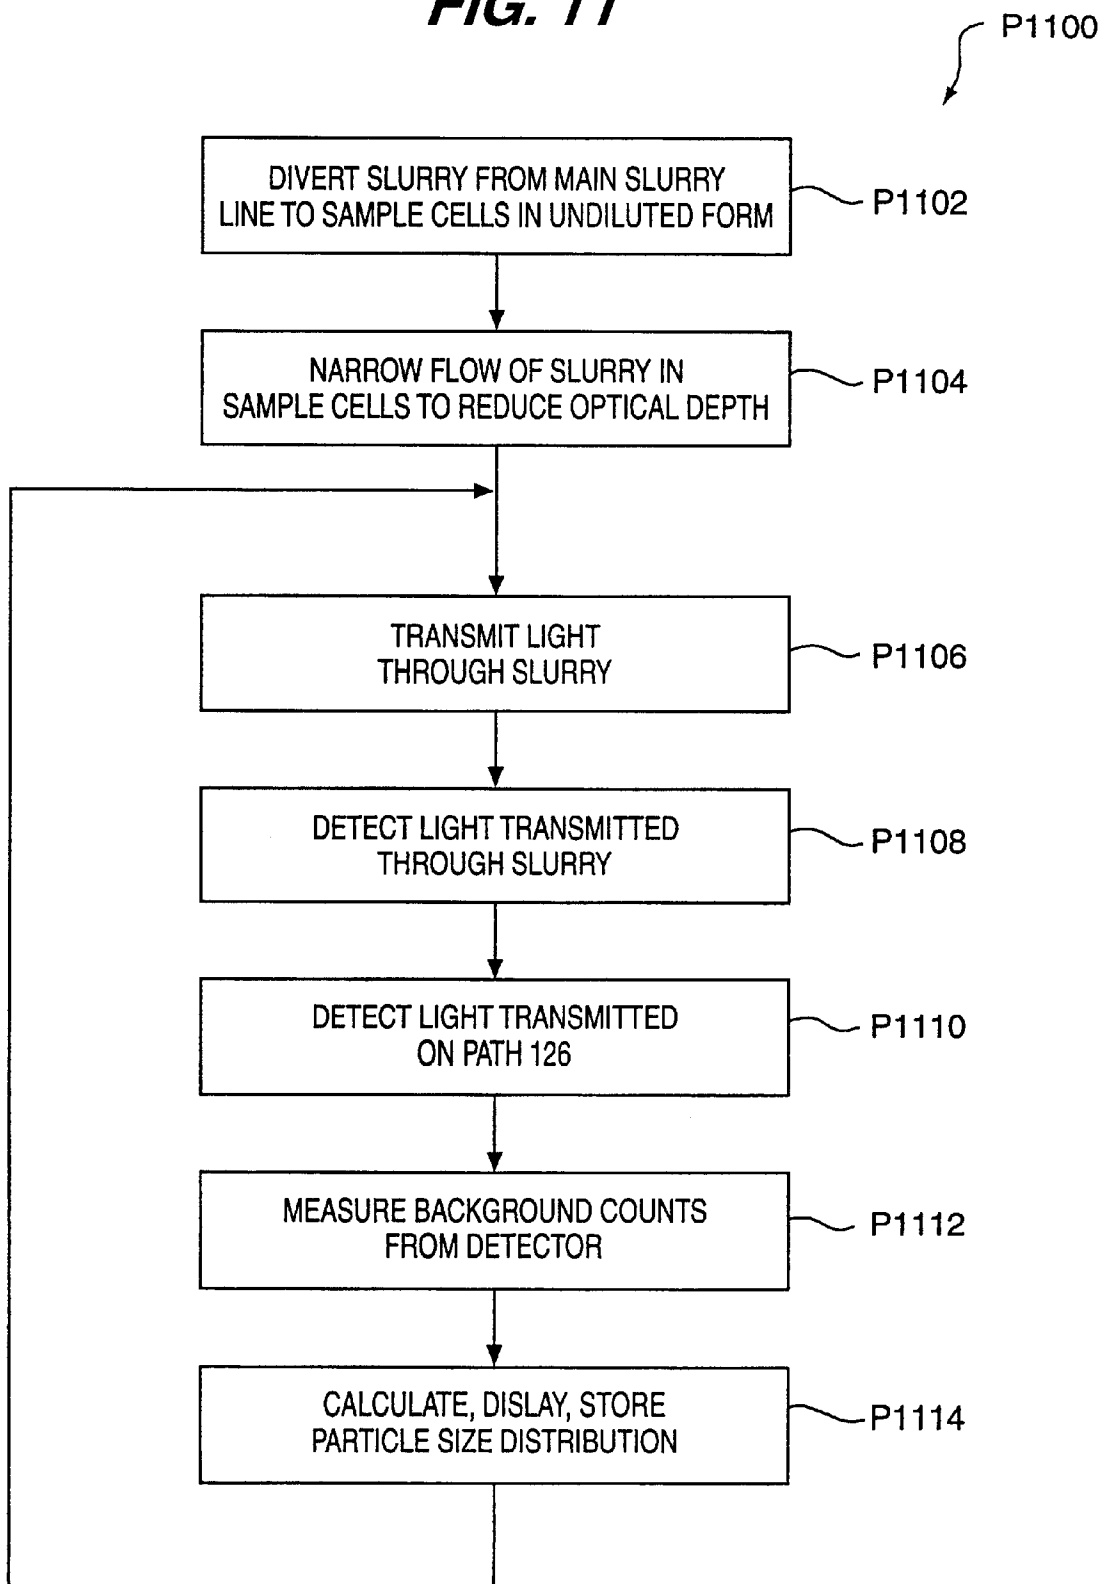 FIG. 11
P1100
DIVERT SLURRY FROM MAIN SLURRY
LINE TO SAMPLE CELLS IN UNDILUTED FORM
P1102
NARROW FLOW OF SLURRY IN
SAMPLE CELLS TO REDUCE OPTICAL DEPTH
P1104
TRANSMIT LIGHT
THROUGH SLURRY
P1106
DETECT LIGHT TRANSMITTED
THROUGH SLURRY
P1108
DETECT LIGHT TRANSMITTED
ON PATH 126
P1110
MEASURE BACKGROUND COUNTS
FROM DETECTOR
P1112
CALCULATE, DISLAY, STORE
PARTICLE SIZE DISTRIBUTION
P1114